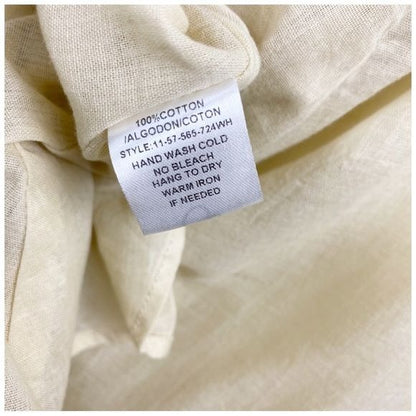 100%COTTON
/ALGODON/COTON
STYLE:11-57-565-724WH
HAND WASH COLD
NO BLEACH
HANG TO DRY
WARM IRON
IF NEEDED